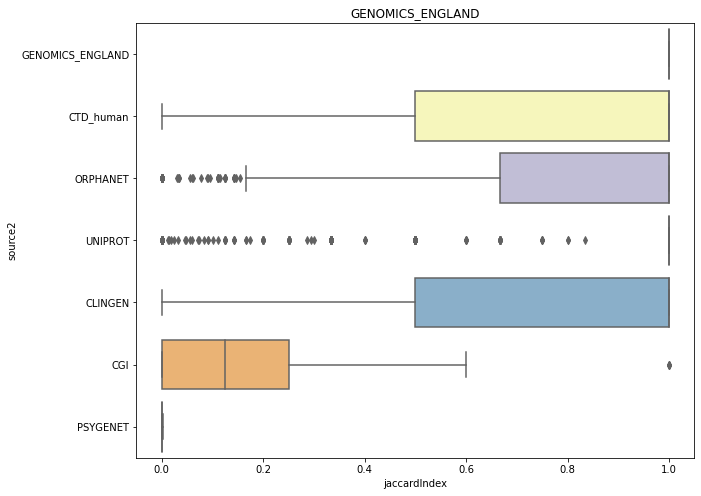 GENOMICS_ENGLAND
GENOMICS_ENGLAND
CTD_human
ORPHANET
UNIPROT
CLINGEN
CGI
PSYGENET
source2
0.0 0.2 0.4 0.6 0.8 1.0
jaccardIndex